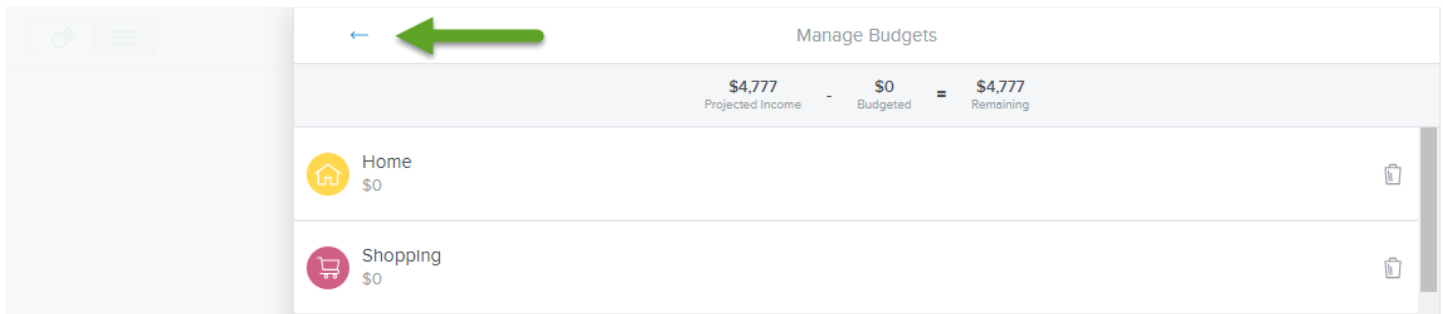 Manage Budgets
$4,777 - $0 = $4,777
Projected Income Budgeted Remaining
Home
$0
Shopping
$0